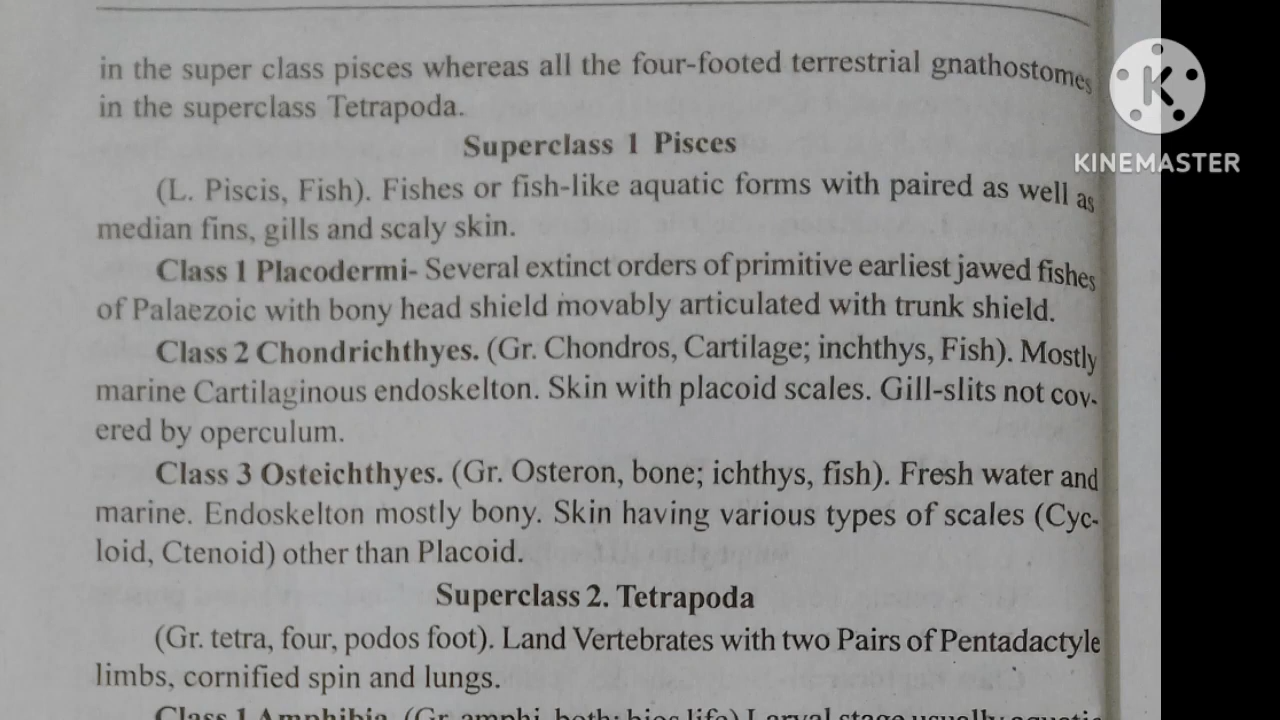 in the super class pisces whereas all the four-footed terrestrial gnathostomes
in the superclass Tetrapoda.
Superclass 1 Pisces
(L. Piscis, Fish). Fishes or fish-like aquatic forms with paired as well as
median fins, gills and scaly skin.
Class 1 Placodermi- Several extinct orders of primitive earliest jawed fishes
of Palaezoic with bony head shield movably articulated with trunk shield.
Class 2 Chondrichthyes. (Gr. Chondros, Cartilage; inchthys, Fish). Mostly
marine Cartilaginous endoskelton. Skin with placoid scales. Gill-slits not cov-
ered by operculum.
Class 3 Osteichthyes. (Gr. Osteron, bone; ichthys, fish). Fresh water and
marine. Endoskelton mostly bony. Skin having various types of scales (Cyc-
loid, Ctenoid) other than Placoid.
Superclass 2. Tetrapoda
(Gr. tetra, four, podos foot). Land Vertebrates with two Pairs of Pentadactyle
limbs, cornified spin and lungs.
Class 1 Amphibia. (Gr. amphi, both; bios life) Larval stage usually aquatic
K
KINEMASTER